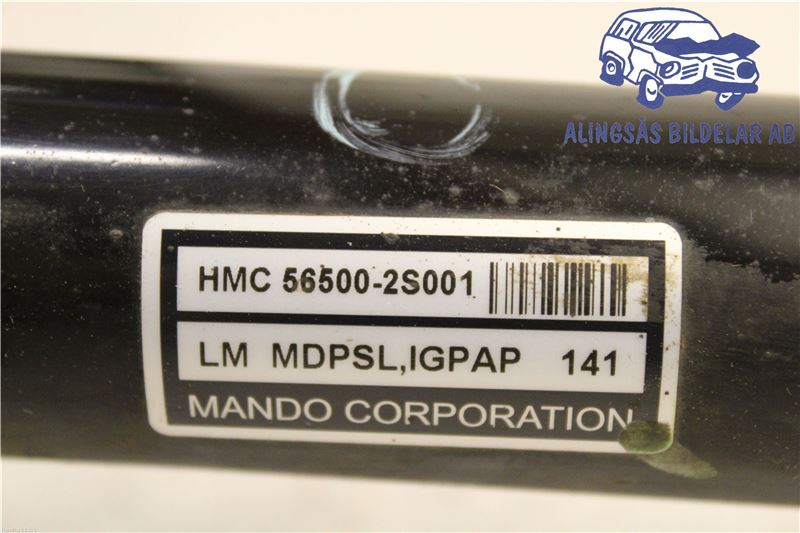 ALINGSÅS BILDELAR AB
HMC 56500-2S001
LM MDPSL,IGPAP 141
MANDO CORPORATION